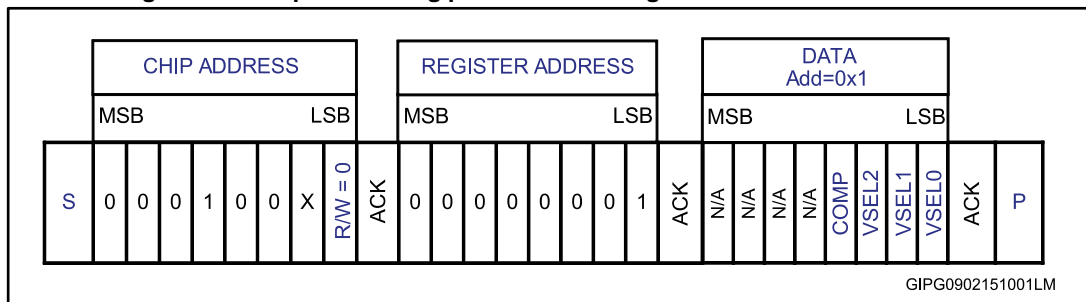 CHIP ADDRESS REGISTER ADDRESS DATA
Add=0x1
MSB LSB MSB LSB MSB LSB
S 0 0 0 1 0 0 X R/W = 0 ACK 0 0 0 0 0 0 0 1 ACK N/A N/A N/A N/A COMP VSEL2 VSEL1 VSEL0 ACK P
GIPG0902151001LM